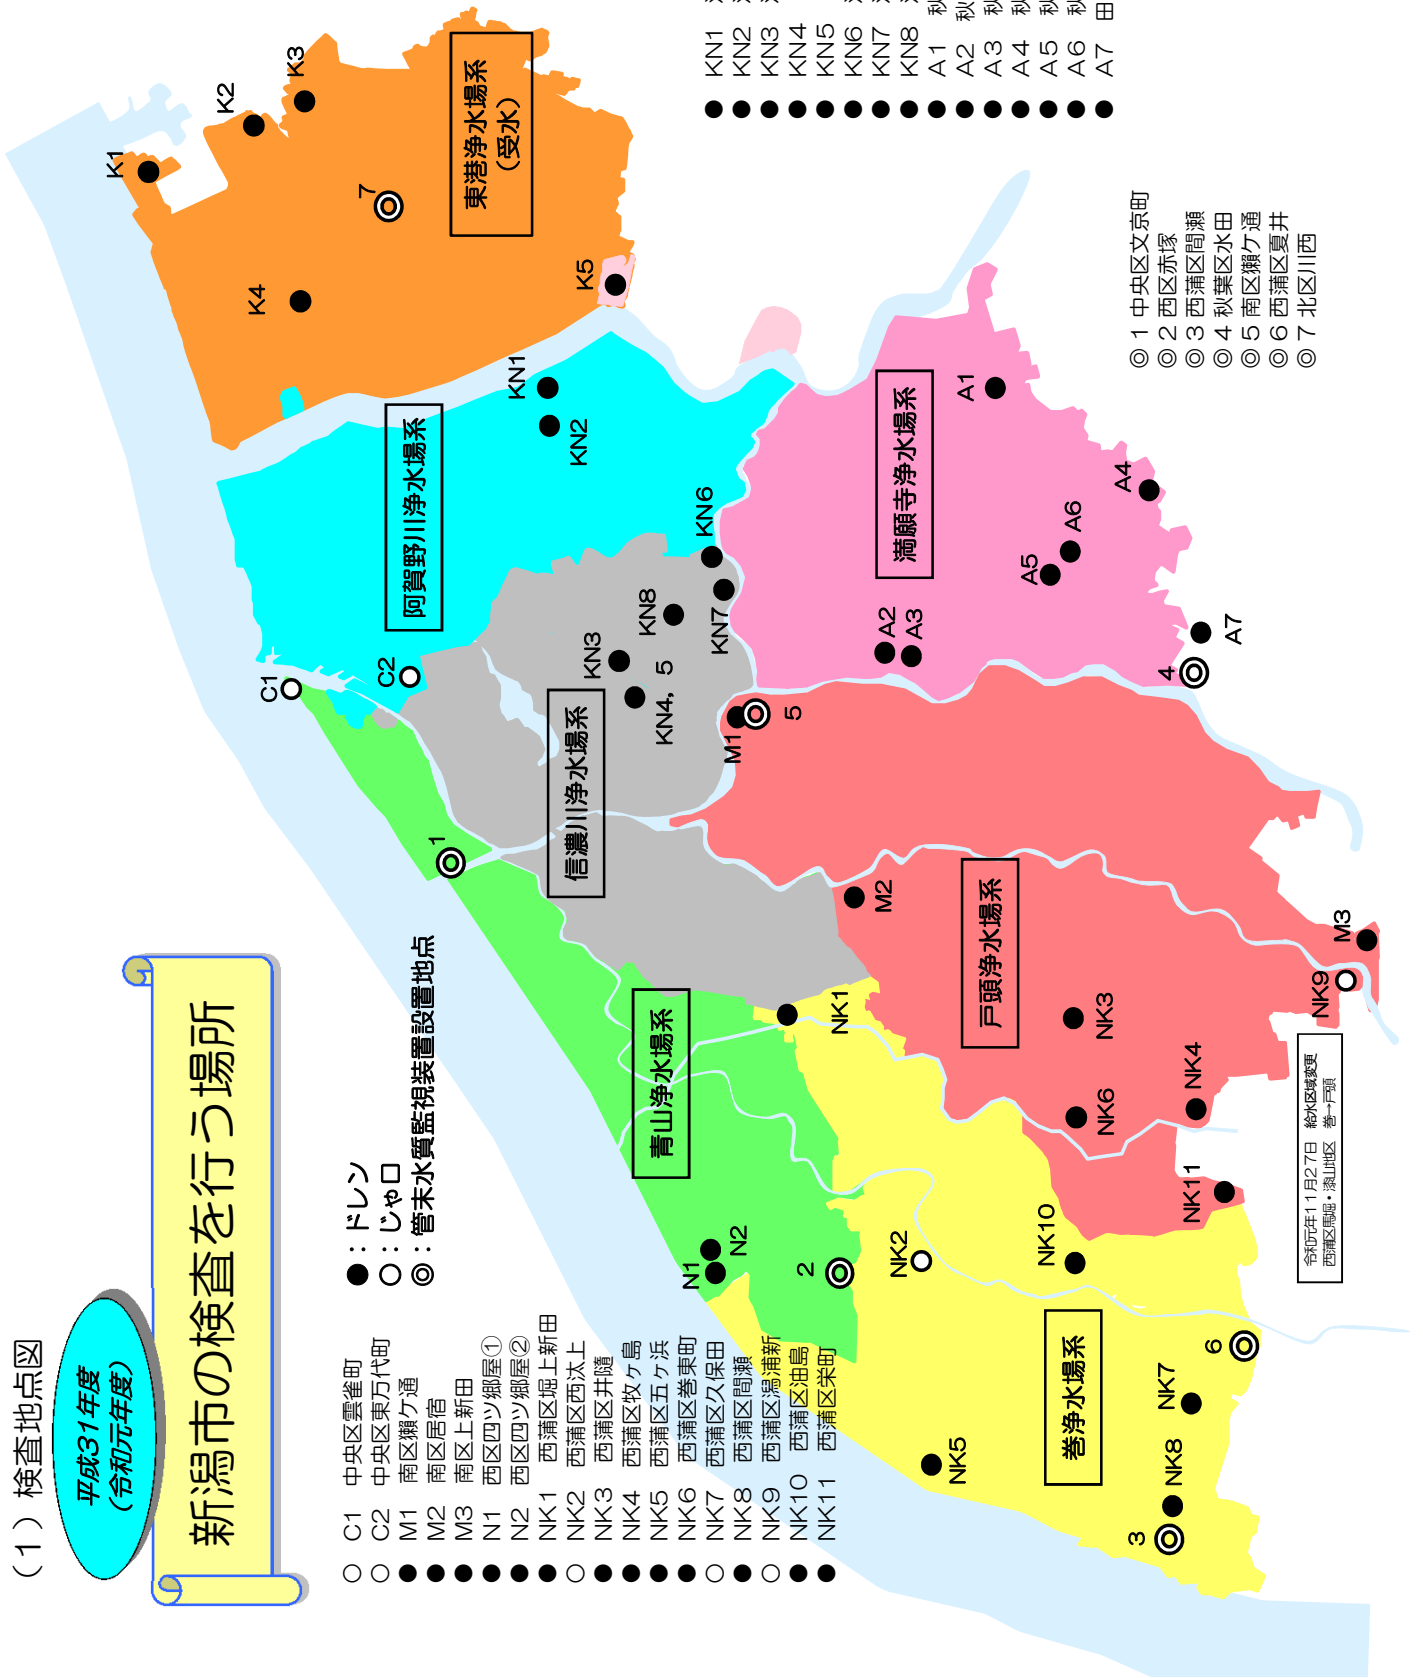 （1）検査地点図
平成31年度
（令和元年度）
新潟市の検査を行う場所
●：ドレン
○：じゃ口
◎：管末水質監視装置設置地点
○ C1 中央区雲雀町
○ C2 中央区東万代町
● M1 南区獺ケ通
● M2 南区居宿
● M3 南区上新田
● N1 西区四ツ郷屋①
● N2 西区四ツ郷屋②
● NK1 西蒲区堀上新田
○ NK2 西蒲区西汰上
● NK3 西蒲区井随
● NK4 西蒲区牧ケ島
● NK5 西蒲区五ケ浜
● NK6 西蒲区巻東町
○ NK7 西蒲区久保田
● NK8 西蒲区間瀬
○ NK9 西蒲区潟浦新
● NK10 西蒲区油島
● NK11 西蒲区栄町
● KN1
● KN2
● KN3
● KN4
● KN5
● KN6
● KN7
● KN8
● A1 秋
● A2 秋
● A3 秋
● A4 秋
● A5 秋
● A6 秋
● A7 田
◎ 1 中央区文京町
◎ 2 西区赤塚
◎ 3 西蒲区間瀬
◎ 4 秋葉区水田
◎ 5 南区獺ケ通
◎ 6 西蒲区夏井
◎ 7 北区川西
東港浄水場系
（受水）
阿賀野川浄水場系
信濃川浄水場系
満願寺浄水場系
青山浄水場系
戸頭浄水場系
巻浄水場系
令和元年11月27日 給水区域変更
西蒲区馬堀・漆山地区 巻→戸頭
K1
K2
K3
K4
K5
7
KN1
KN2
KN6
KN7
KN8
KN3
KN4，5
C1
C2
1
M1
5
A1
A2
A3
A4
A5
A6
A7
4
M2
M3
NK9
NK1
NK3
NK4
NK6
NK11
NK10
NK2
N1
N2
2
NK5
NK7
NK8
6
3